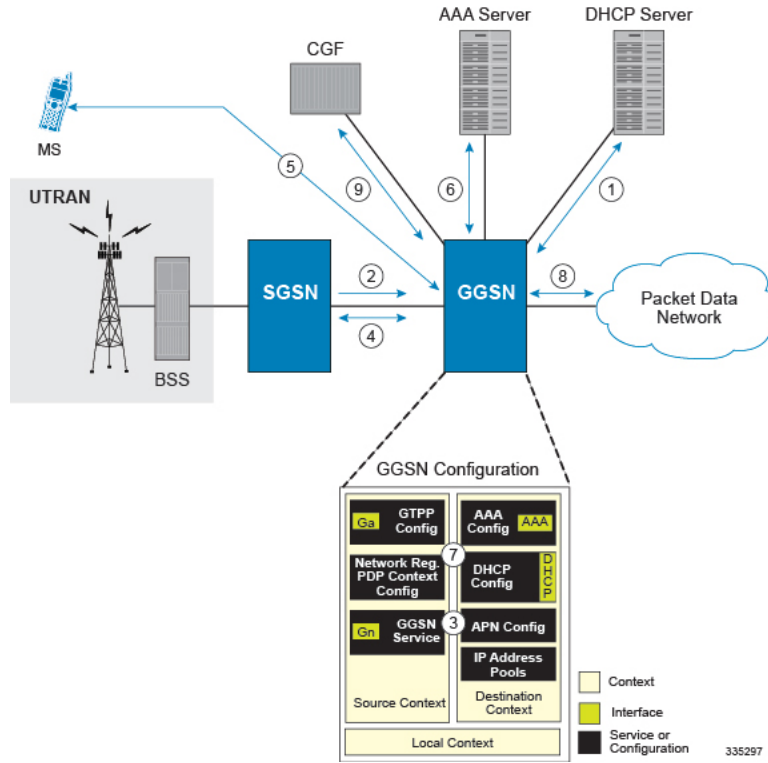 AAA Server
DHCP Server
CGF
MS
5
9
6
1
UTRAN
SGSN
2
4
GGSN
8
Packet Data
Network
BSS
GGSN Configuration
Ga
GTPP
Config
AAA
Config
AAA
7
Network Reg.
PDP Context
Config
DHCP
Config
DHCP
3
Gn
GGSN
Service
APN Config
IP Address
Pools
Source Context
Destination
Context
Local Context
Context
Interface
Service or
Configuration
335297